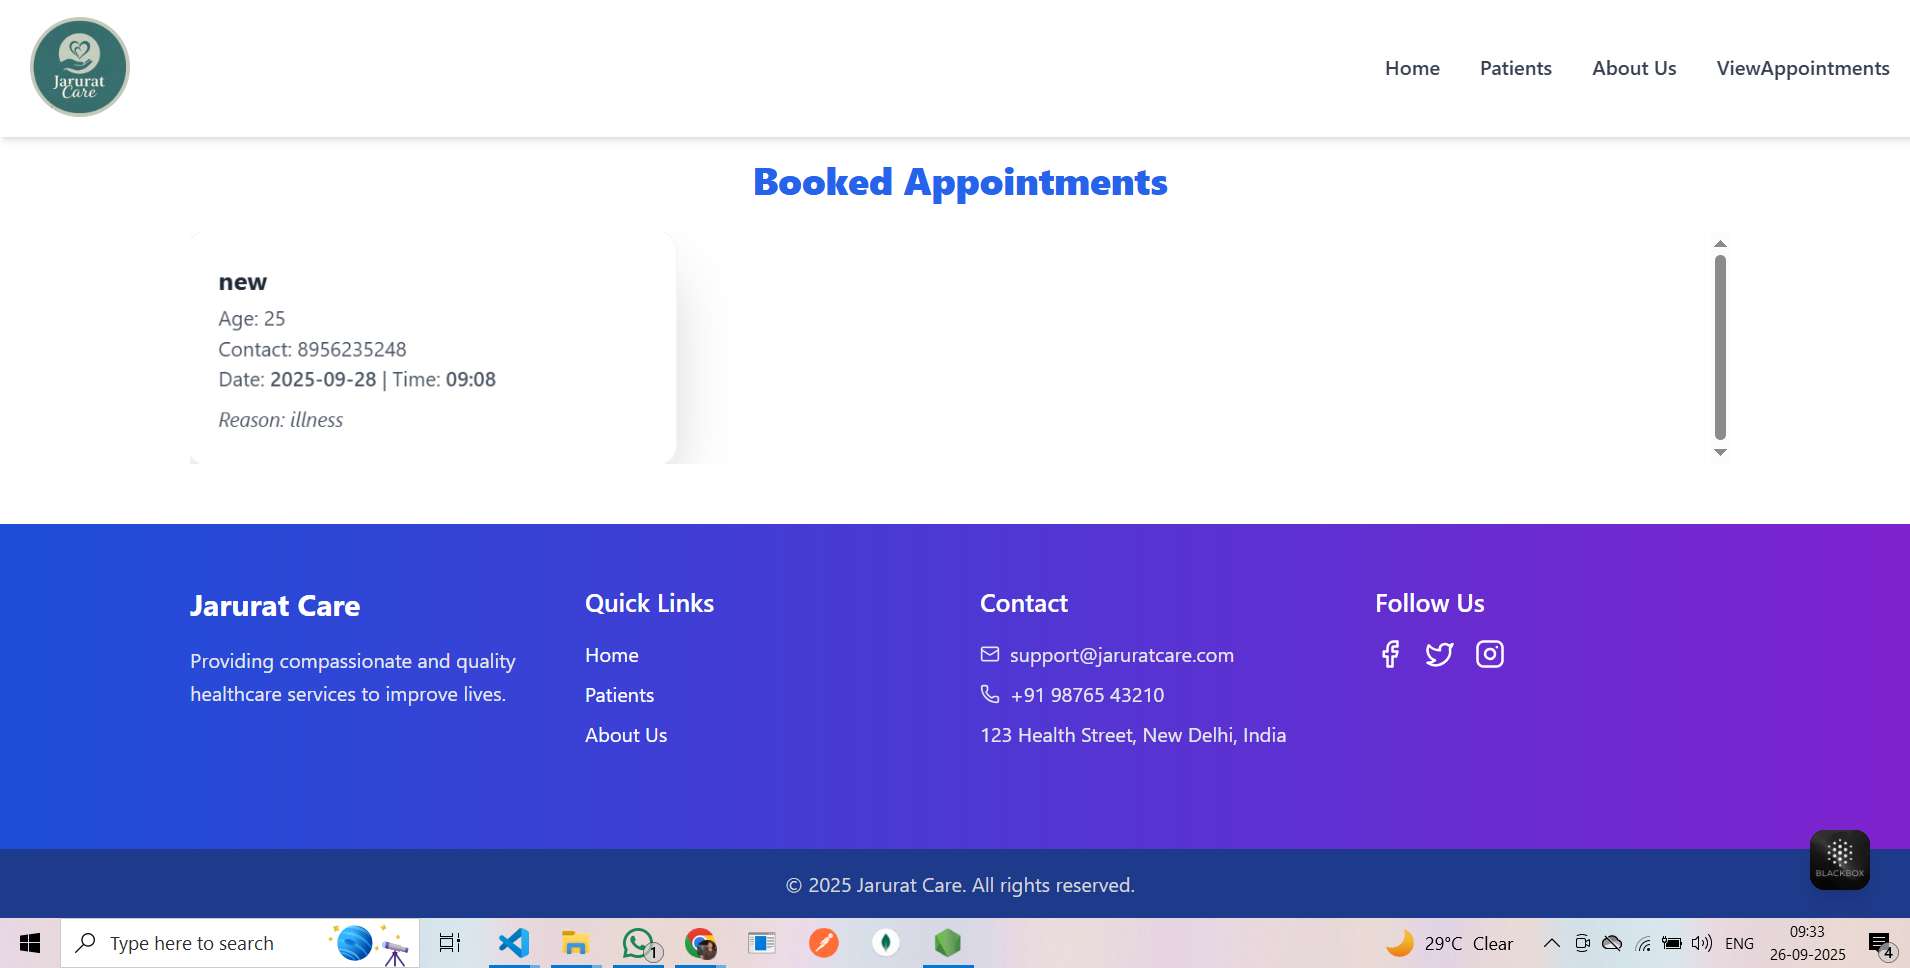 Jarurat
Care
Home
Patients
About Us
ViewAppointments
Booked Appointments
new
Age: 25
Contact: 8956235248
Date: 2025-09-28 | Time: 09:08
Reason: illness
Jarurat Care
Providing compassionate and quality
healthcare services to improve lives.
Quick Links
Home
Patients
About Us
Contact
support@jaruratcare.com
+91 98765 43210
123 Health Street, New Delhi, India
Follow Us
BLACKBOX
© 2025 Jarurat Care. All rights reserved.
Type here to search
1
29°C Clear
ENG
09:33
26-09-2025
4